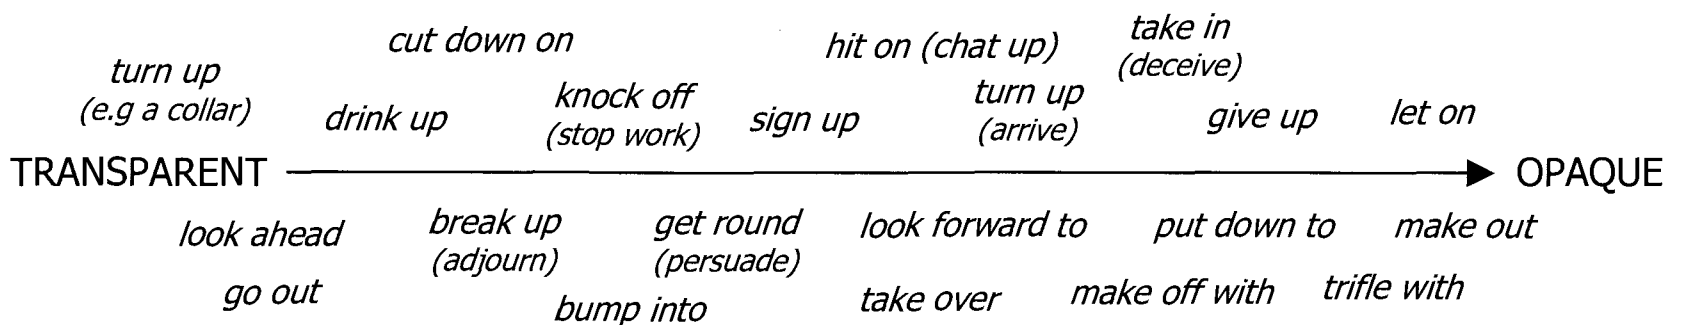 cut down on
hit on (chat up)
take in
(deceive)
turn up
(e.g a collar)
knock off
(stop work)
turn up
(arrive)
drink up
sign up
give up
let on
TRANSPARENT
OPAQUE
look ahead
break up
(adjourn)
get round
(persuade)
look forward to
put down to
make out
go out
bump into
take over
make off with
trifle with